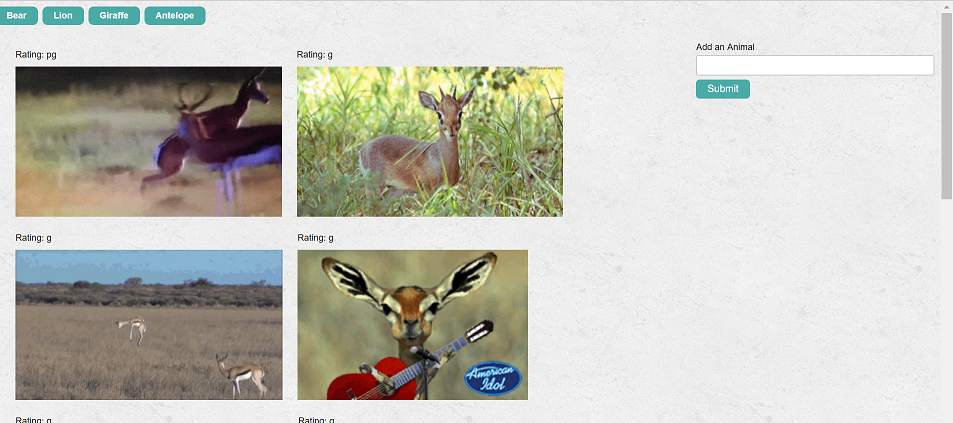 Bear
Lion
Giraffe
Antelope
Add an Animal
Submit
Rating: pg
Rating: g
Rating: g
Rating: g
American Idol
Rating: g
Rating: g